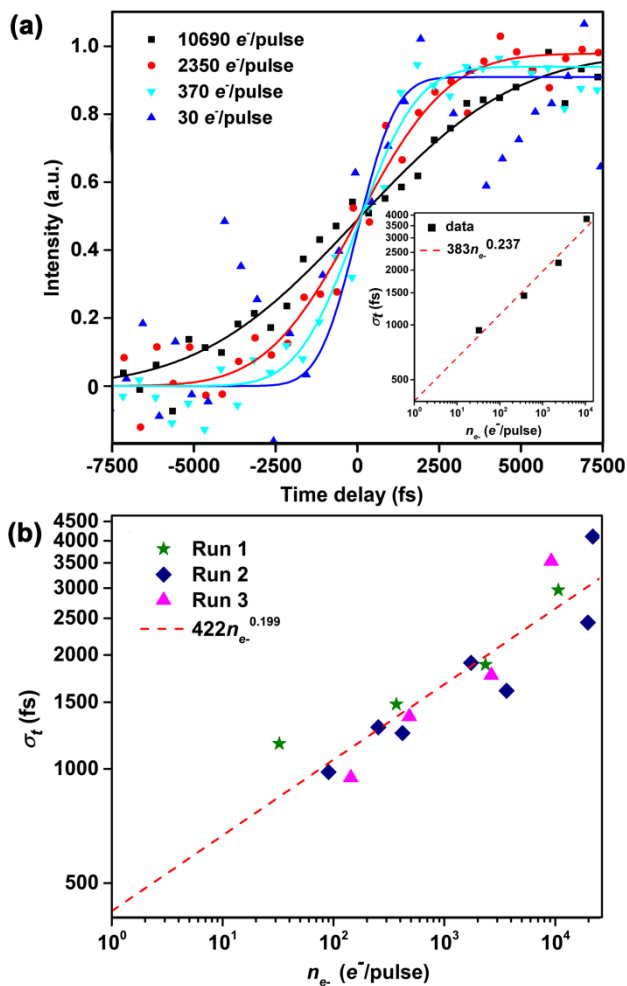 (a)
10690 e⁻/pulse
2350 e⁻/pulse
370 e⁻/pulse
30 e⁻/pulse
Intensity (a.u.)
1.0
0.8
0.6
0.4
0.2
0
-7500 -5000 -2500 0 2500 5000 7500
Time delay (fs)
data
383nₑ₋^0.237
σₜ (fs)
4000
3500
3000
2500
2000
1500
1000
500
10⁰ 10¹ 10² 10³ 10⁴
nₑ₋ (e⁻/pulse)
(b)
Run 1
Run 2
Run 3
422nₑ₋^0.199
σₜ (fs)
4500
4000
3500
3000
2500
2000
1500
1000
500
10⁰ 10¹ 10² 10³ 10⁴
nₑ₋ (e⁻/pulse)